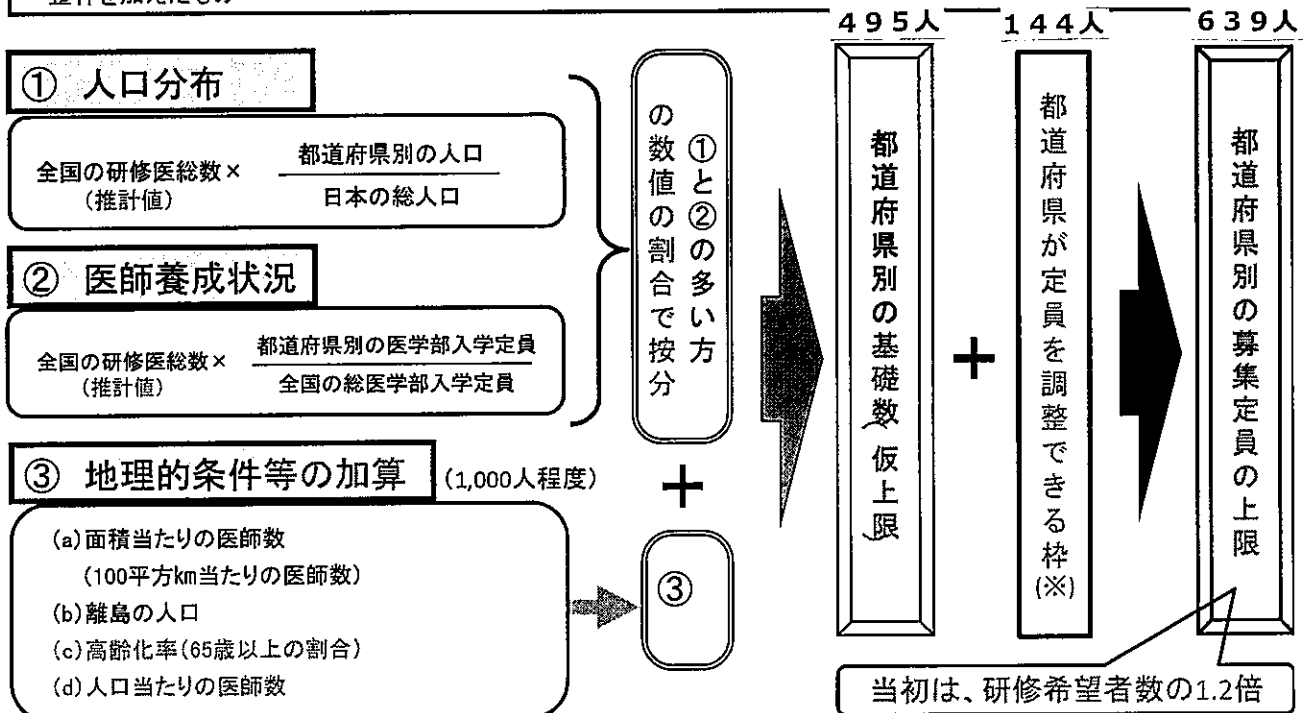 495人 144人 639人
① 人口分布
全国の研修医総数×
(推計値)
都道府県別の人口
日本の総人口
② 医師養成状況
全国の研修医総数×
(推計値)
都道府県別の医学部入学定員
全国の総医学部入学定員
③ 地理的条件等の加算 (1,000人程度)
(a)面積当たりの医師数
(100平方km当たりの医師数)
(b)離島の人口
(c)高齢化率(65歳以上の割合)
(d)人口当たりの医師数
①と②の多い方
の数値の割合で按分
+
③
都道府県別の基礎数(仮上限)
+
都道府県が定員を調整できる枠(※)
都道府県別の募集定員の上限
当初は、研修希望者数の1.2倍